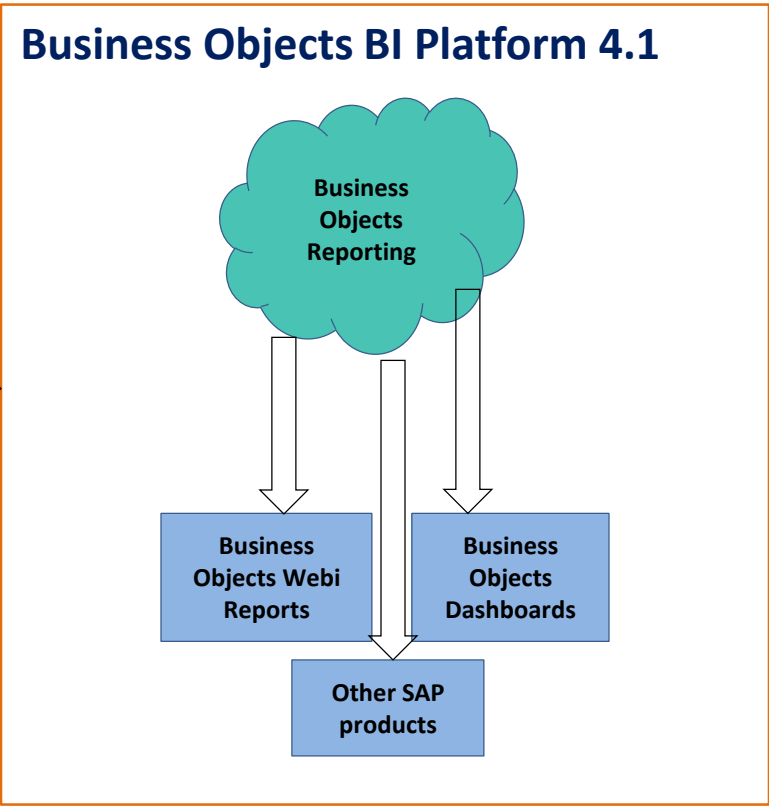 Business Objects BI Platform 4.1
Business
Objects
Reporting
Business
Objects Webi
Reports
Business
Objects
Dashboards
Other SAP
products